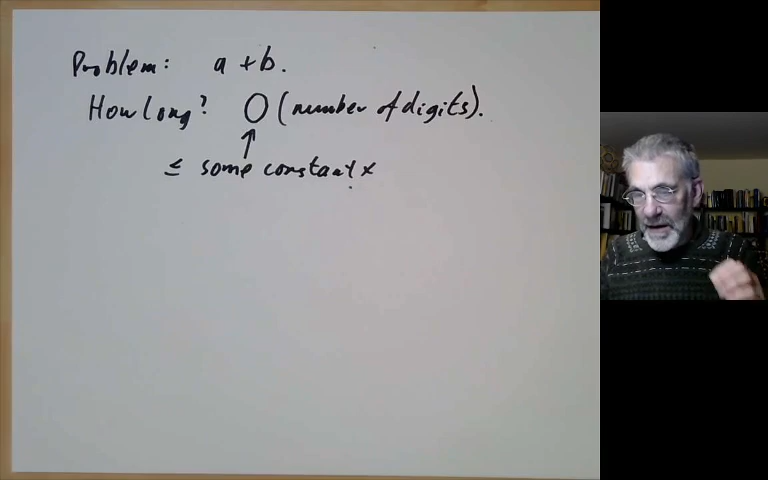 Problem: a + b.
How long? O (number of digits).
↑
≤ some constant ×